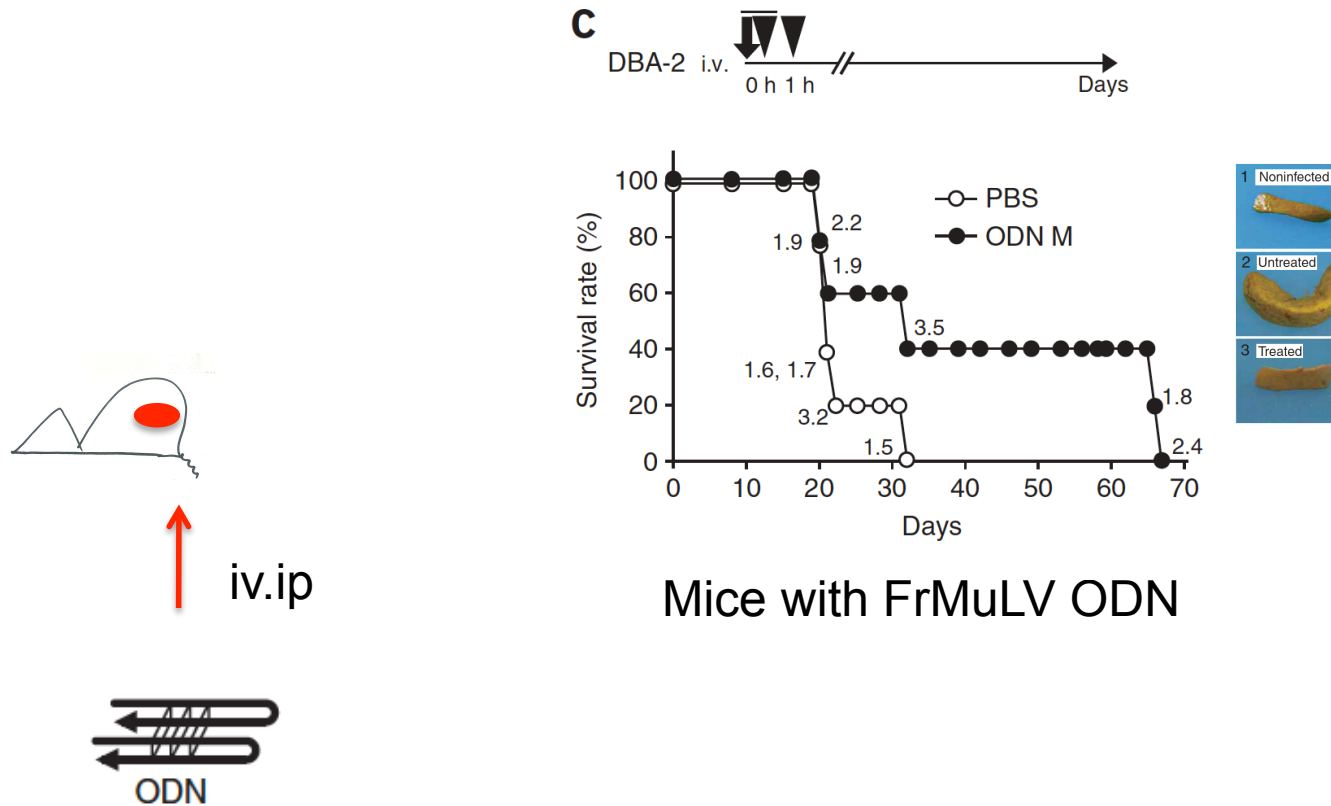 C
DBA-2 i.v.
0 h 1 h
Days
Survival rate (%)
100
80
60
40
20
0
PBS
ODN M
2.2
1.9
1.9
3.5
1.6, 1.7
3.2
1.5
1.8
2.4
0 10 20 30 40 50 60 70
Days
1 Noninfected
2 Untreated
3 Treated
iv.ip
Mice with FrMuLV ODN
ODN